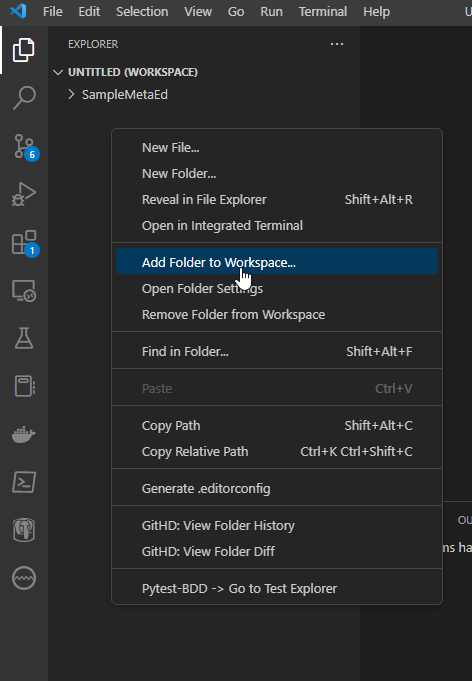 File Edit Selection View Go Run Terminal Help
EXPLORER
UNTITLED (WORKSPACE)
SampleMetaEd
6
1
New File...
New Folder...
Reveal in File Explorer Shift+Alt+R
Open in Integrated Terminal
Add Folder to Workspace...
Open Folder Settings
Remove Folder from Workspace
Find in Folder... Shift+Alt+F
Paste Ctrl+V
Copy Path Shift+Alt+C
Copy Relative Path Ctrl+K Ctrl+Shift+C
Generate .editorconfig
GitHD: View Folder History
GitHD: View Folder Diff
Pytest-BDD -> Go to Test Explorer